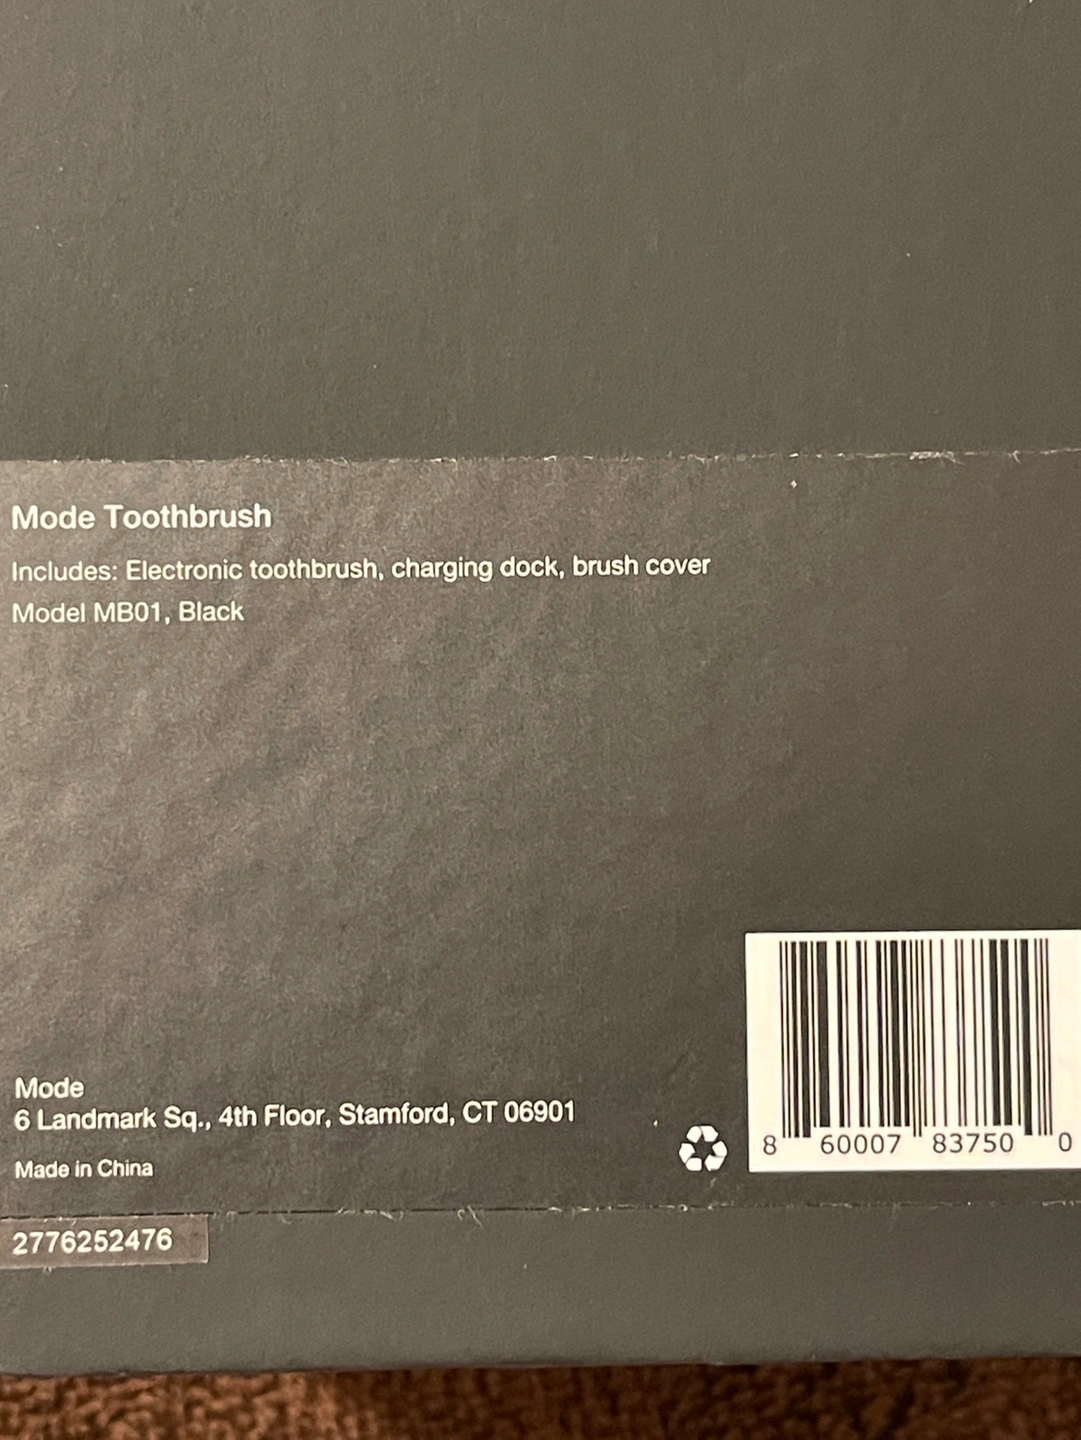 Mode Toothbrush
Includes: Electronic toothbrush, charging dock, brush cover
Model MB01, Black
Mode
6 Landmark Sq., 4th Floor, Stamford, CT 06901
Made in China
8 60007 83750 0
2776252476